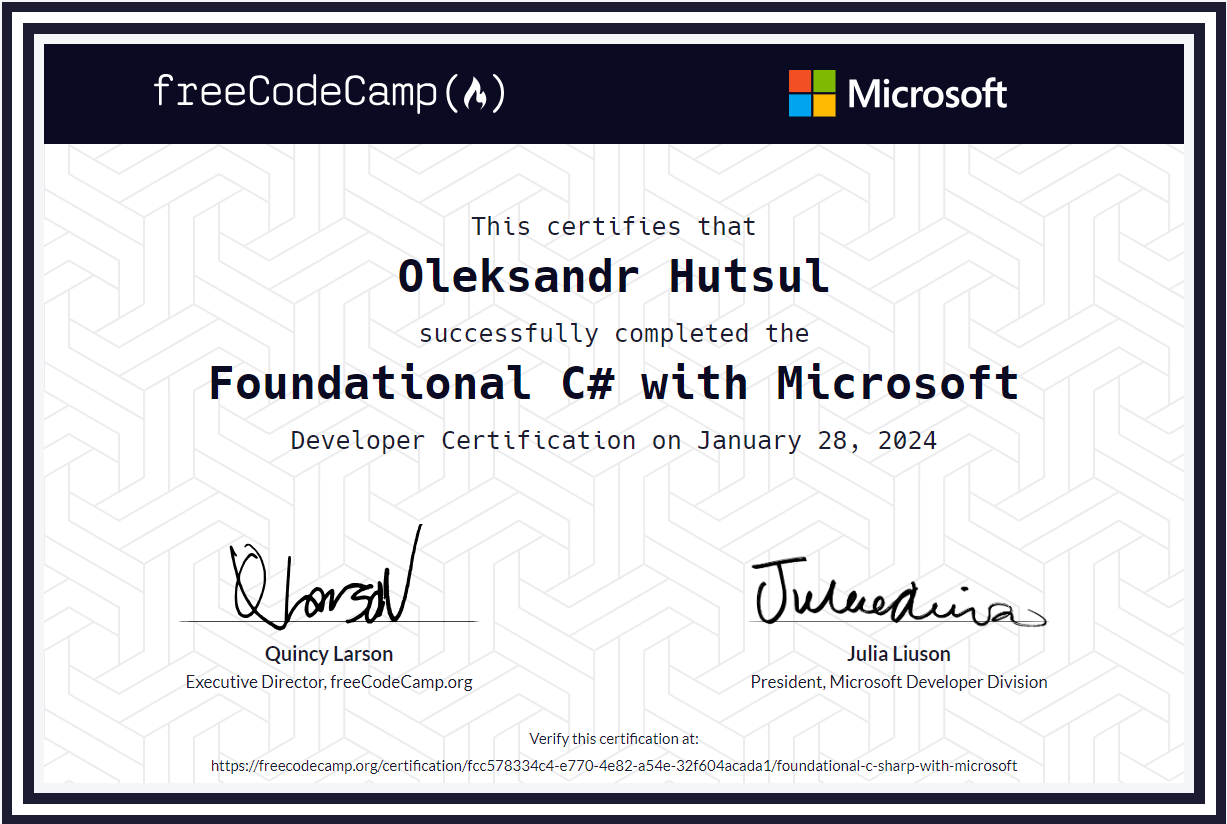 freeCodeCamp(🔥)
Microsoft
This certifies that
Oleksandr Hutsul
successfully completed the
Foundational C# with Microsoft
Developer Certification on January 28, 2024
Quincy Larson
Julia Liuson
Executive Director, freeCodeCamp.org
President, Microsoft Developer Division
Verify this certification at:
https://freecodecamp.org/certification/fcc578334c4-e770-4e82-a54e-32f604acada1/foundational-c-sharp-with-microsoft